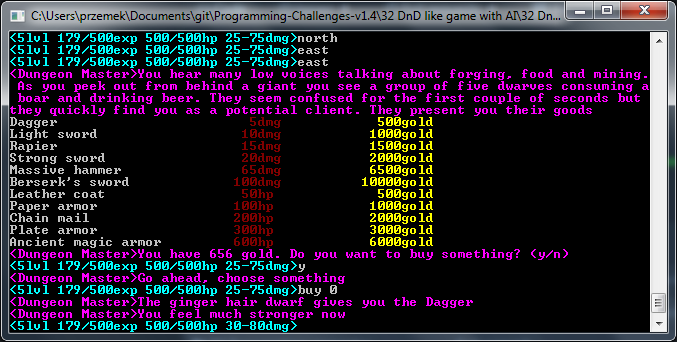 C:\Users\przemek\Documents\git\Programming-Challenges-v1.4\32 DnD like game with AI\32 Dn...
<5lvl 179/500exp 500/500hp 25-75dmg>north
<5lvl 179/500exp 500/500hp 25-75dmg>east
<5lvl 179/500exp 500/500hp 25-75dmg>east
<Dungeon Master>You hear many low voices talking about forging, food and mining.
As you peek out from behind a giant you see a group of five dwarves consuming a
boar and drinking beer. They seem confused for the first couple of seconds but
they quickly find you as a potential client. They present you their goods
Dagger 5dmg 500gold
Light sword 10dmg 1000gold
Rapier 15dmg 1500gold
Strong sword 20dmg 2000gold
Massive hammer 65dmg 6500gold
Berserk's sword 100dmg 10000gold
Leather coat 50hp 500gold
Paper armor 100hp 1000gold
Chain mail 200hp 2000gold
Plate armor 300hp 3000gold
Ancient magic armor 600hp 6000gold
<Dungeon Master>You have 656 gold. Do you want to buy something? (y/n)
<5lvl 179/500exp 500/500hp 25-75dmg>y
<Dungeon Master>Go ahead, choose something
<5lvl 179/500exp 500/500hp 25-75dmg>buy 0
<Dungeon Master>The ginger hair dwarf gives you the Dagger
<Dungeon Master>You feel much stronger now
<5lvl 179/500exp 500/500hp 30-80dmg>